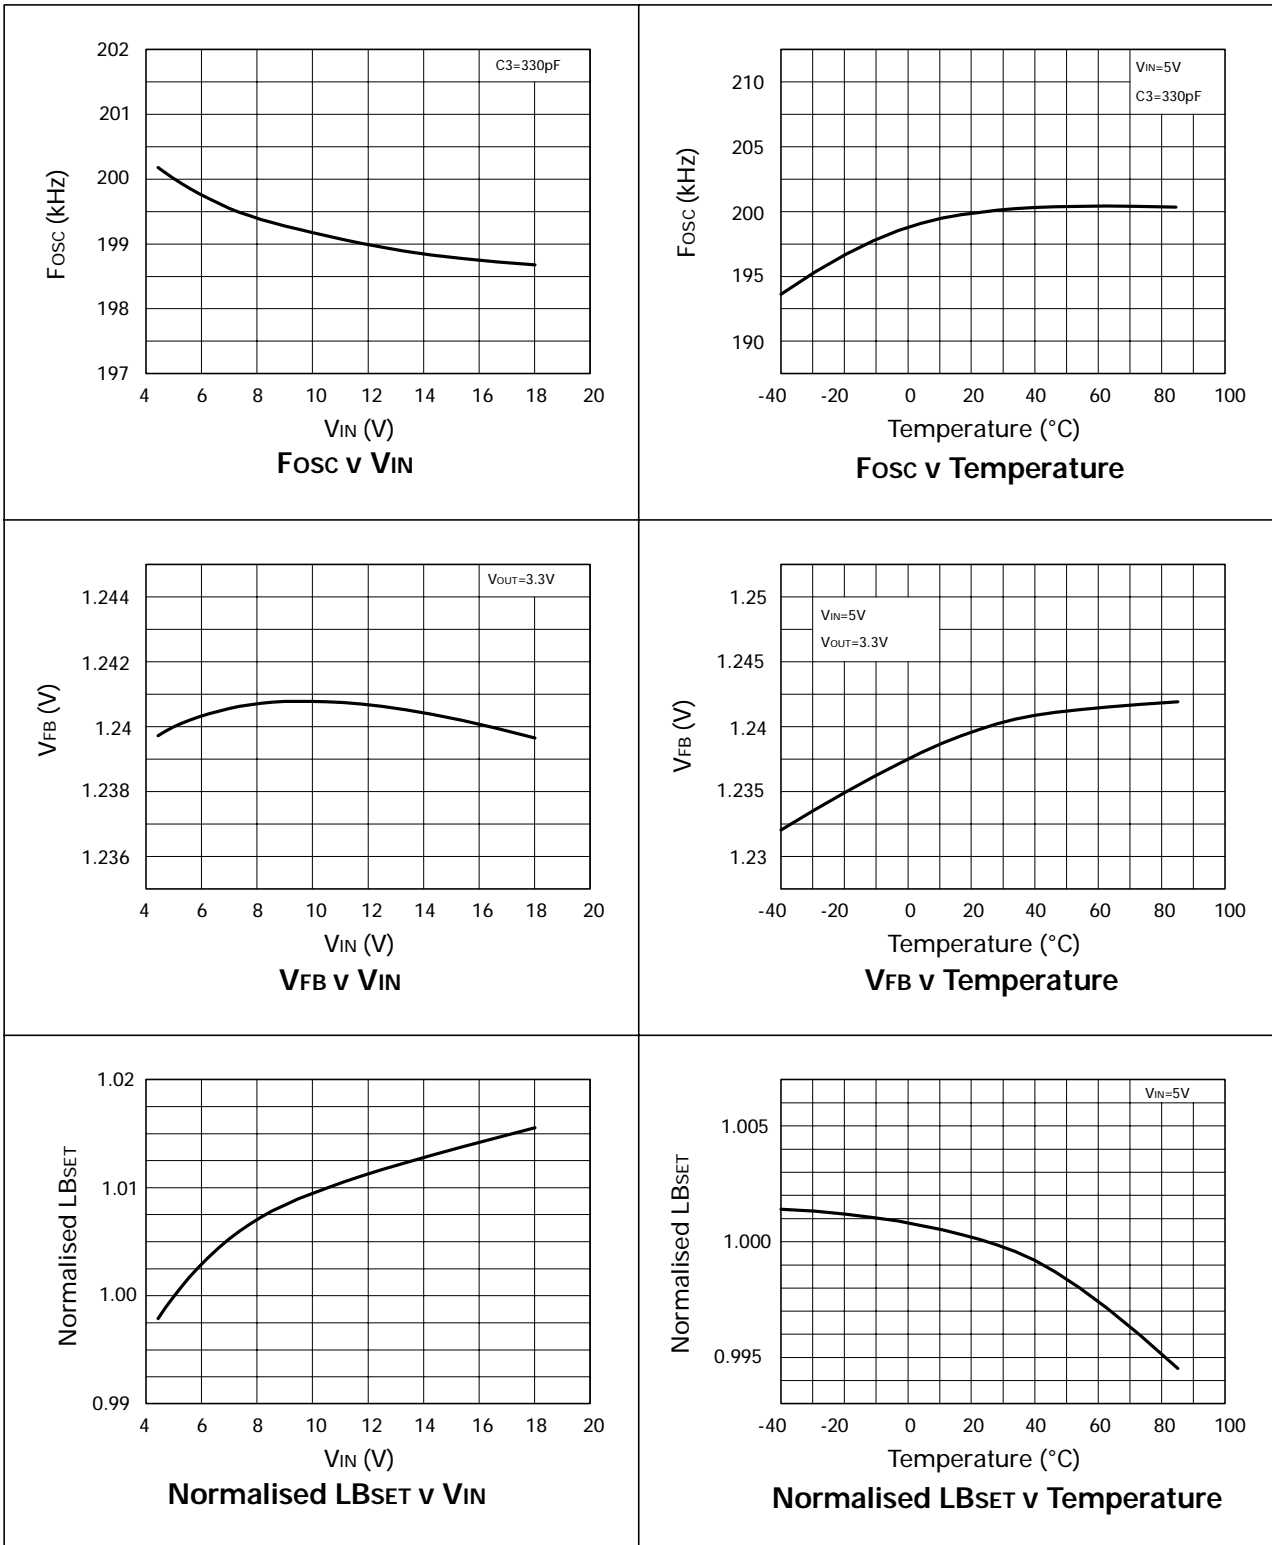 202
201
200
199
198
197
C3=330pF
4 6 8 10 12 14 16 18 20
FOSC (kHz)
VIN (V)
FOSC v VIN
210
205
200
195
190
VIN=5V
C3=330pF
-40 -20 0 20 40 60 80 100
FOSC (kHz)
Temperature (°C)
FOSC v Temperature
1.244
1.242
1.24
1.238
1.236
VOUT=3.3V
4 6 8 10 12 14 16 18 20
VFB (V)
VIN (V)
VFB v VIN
1.25
1.245
1.24
1.235
1.23
VIN=5V
VOUT=3.3V
-40 -20 0 20 40 60 80 100
VFB (V)
Temperature (°C)
VFB v Temperature
1.02
1.01
1.00
0.99
4 6 8 10 12 14 16 18 20
Normalised LBSET
VIN (V)
Normalised LBSET v VIN
1.005
1.000
0.995
VIN=5V
-40 -20 0 20 40 60 80 100
Normalised LBSET
Temperature (°C)
Normalised LBSET v Temperature